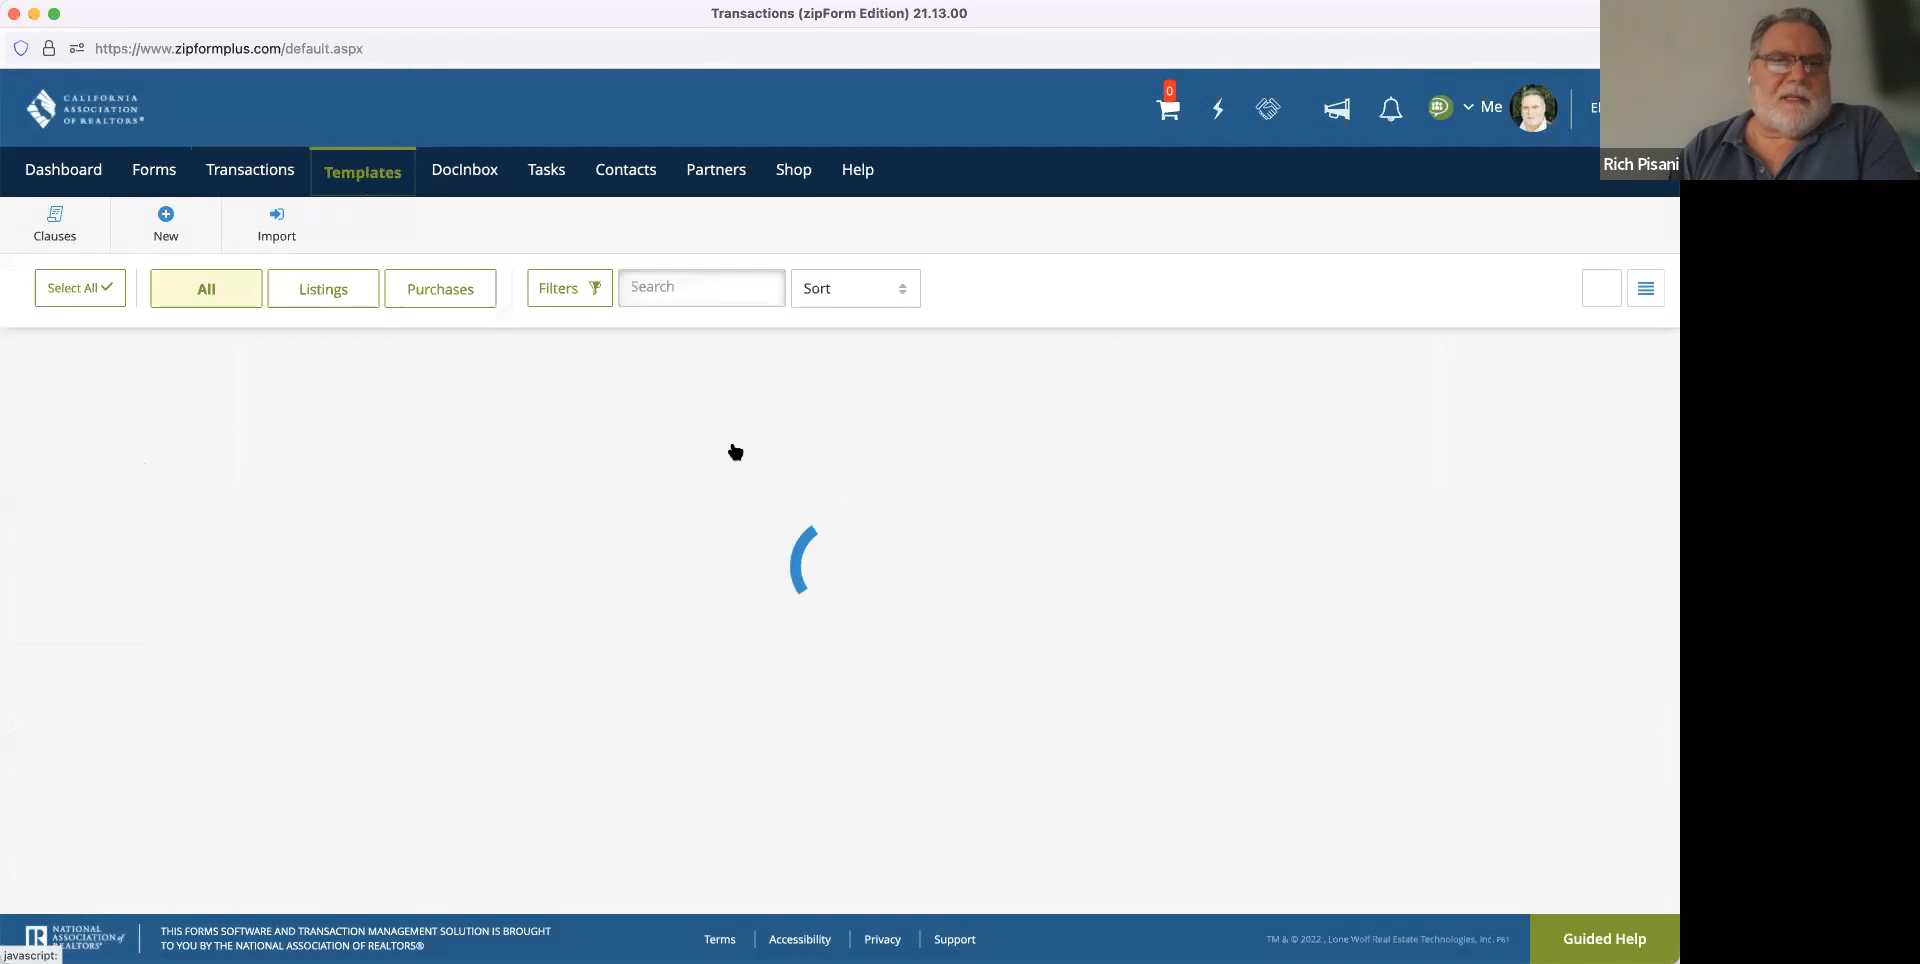 Transactions (zipForm Edition) 21.13.00
https://www.zipformplus.com/default.aspx
CALIFORNIA
ASSOCIATION
OF REALTORS®
0
Me
El
Rich Pisani
Dashboard
Forms
Transactions
Templates
DocInbox
Tasks
Contacts
Partners
Shop
Help
Clauses
New
Import
Select All
All
Listings
Purchases
Filters
Search
Sort
NATIONAL
ASSOCIATION of
REALTORS®
THIS FORMS SOFTWARE AND TRANSACTION MANAGEMENT SOLUTION IS BROUGHT
TO YOU BY THE NATIONAL ASSOCIATION OF REALTORS®
Terms
Accessibility
Privacy
Support
TM & © 2022 , Lone Wolf Real Estate Technologies, Inc. P61
Guided Help
javascript: